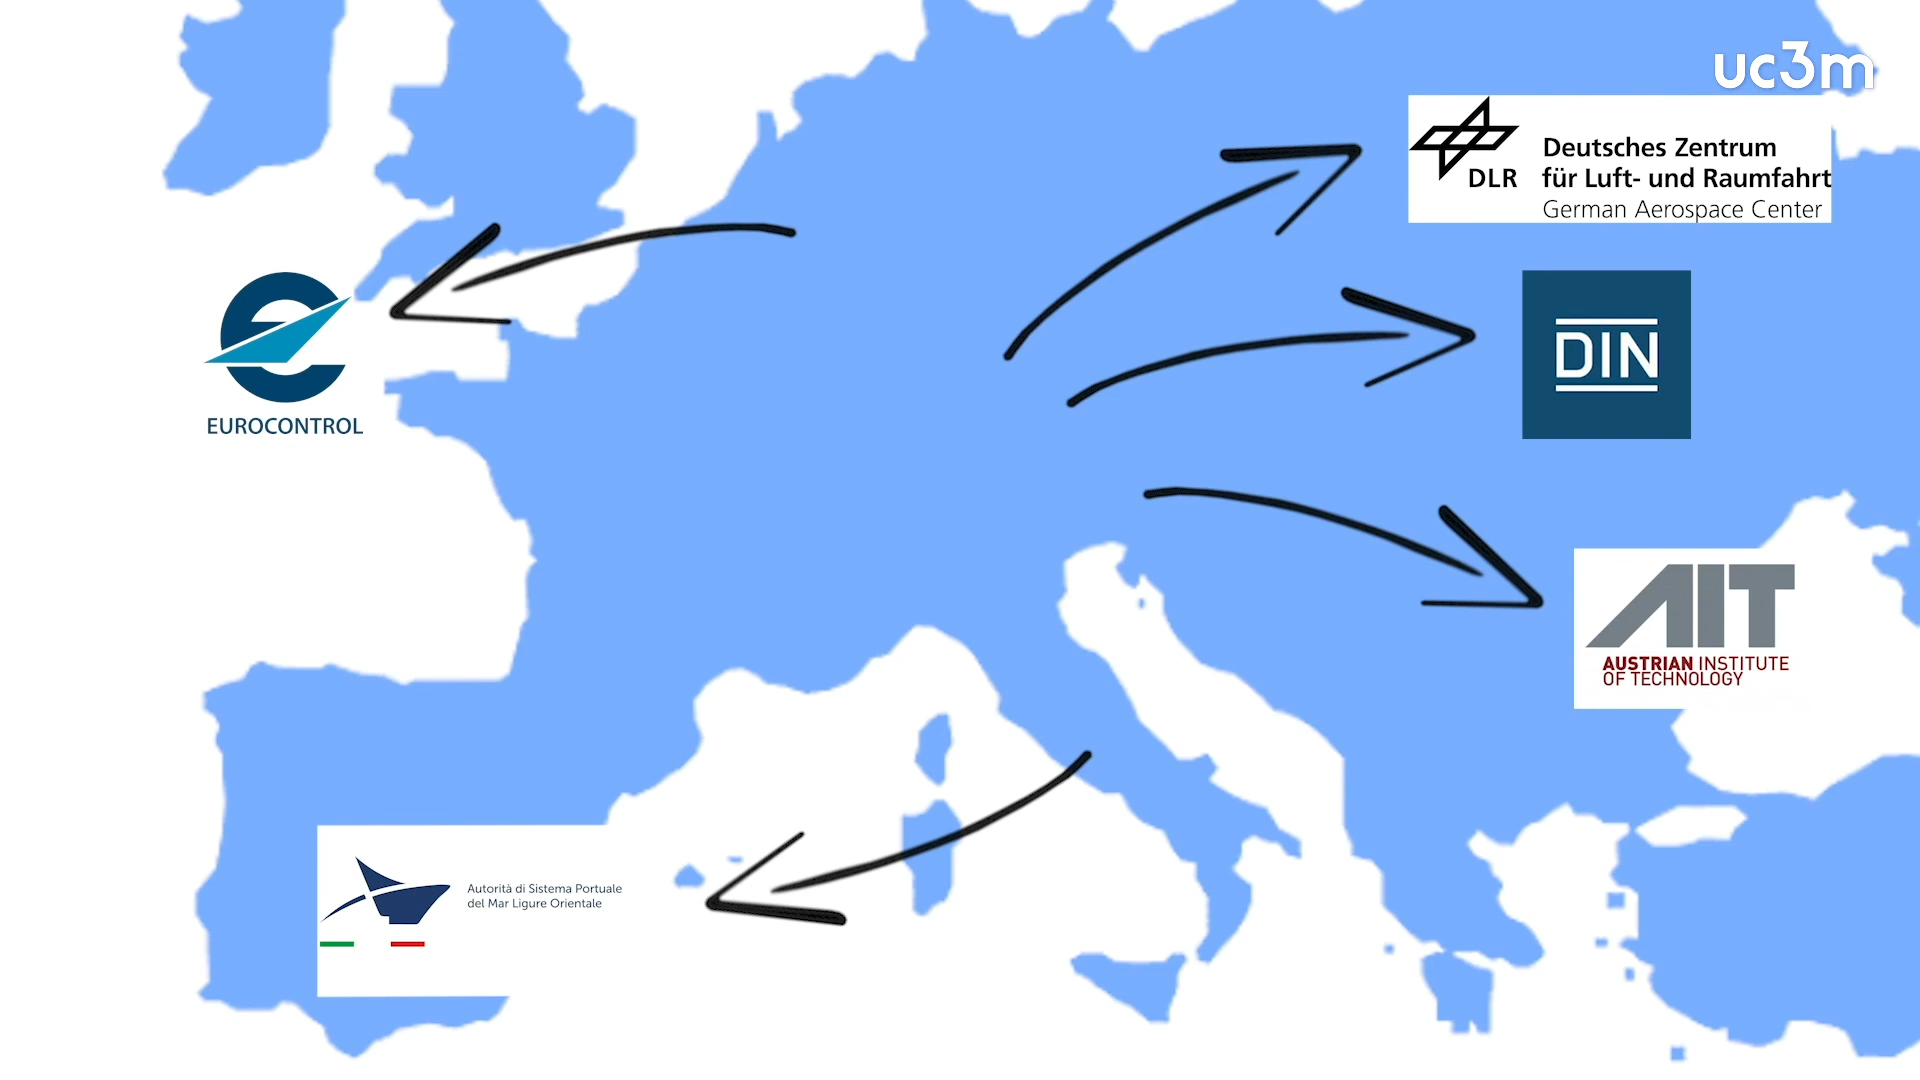 uc3m
DLR
Deutsches Zentrum
für Luft- und Raumfahrt
German Aerospace Center
EUROCONTROL
DIN
AIT
AUSTRIAN INSTITUTE
OF TECHNOLOGY
Autorità di Sistema Portuale
del Mar Ligure Orientale